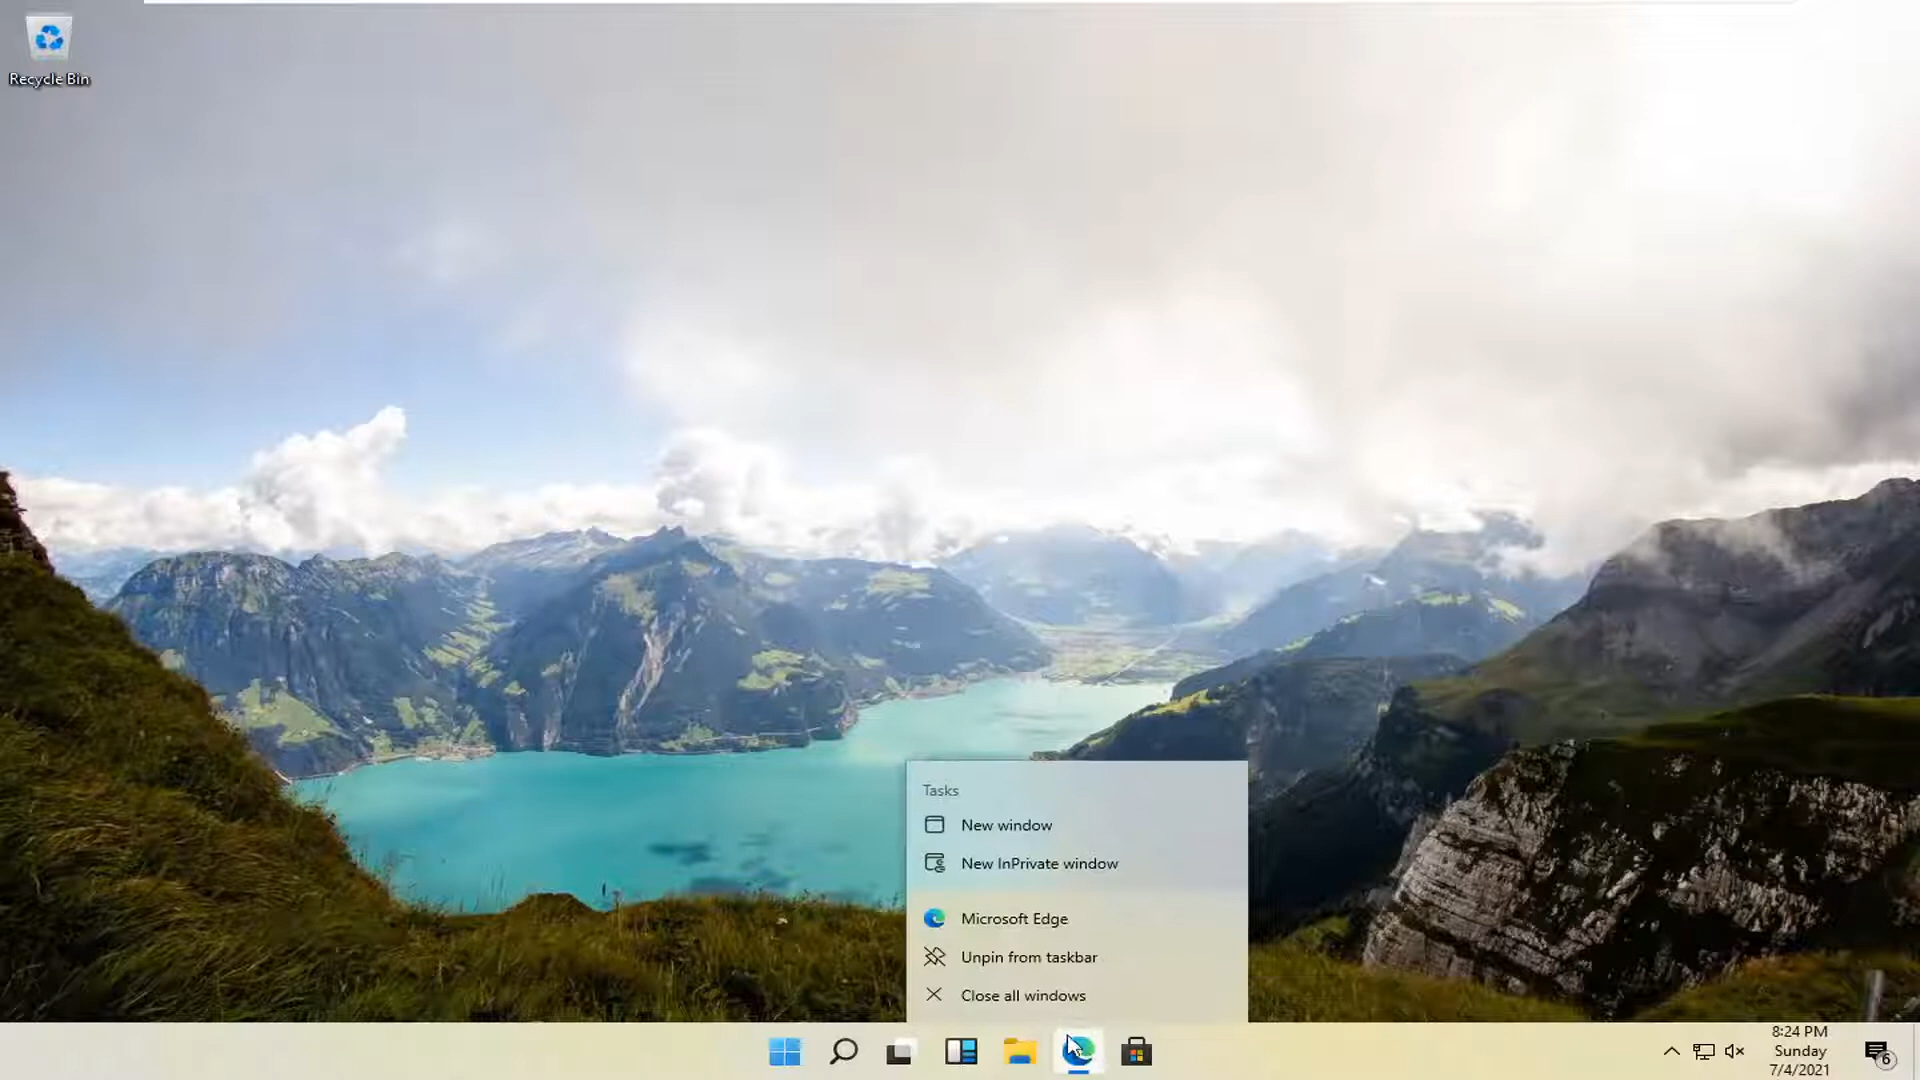 Recycle Bin
Tasks
New window
New InPrivate window
Microsoft Edge
Unpin from taskbar
Close all windows
8:24 PM
Sunday
7/4/2021
6